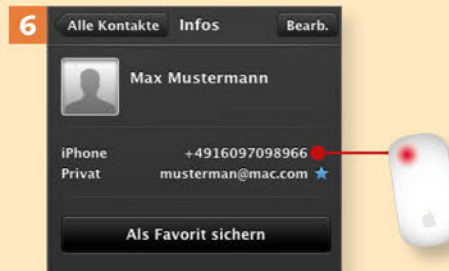 6
Alle Kontakte Infos Bearb.
Max Mustermann
iPhone +4916097098966
Privat musterman@mac.com
Als Favorit sichern